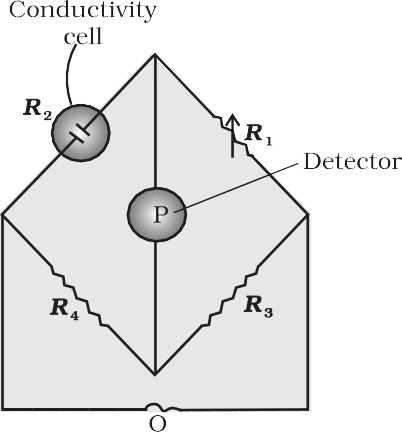 Conductivity
cell
R2
R1
Detector
P
R4
R3
O